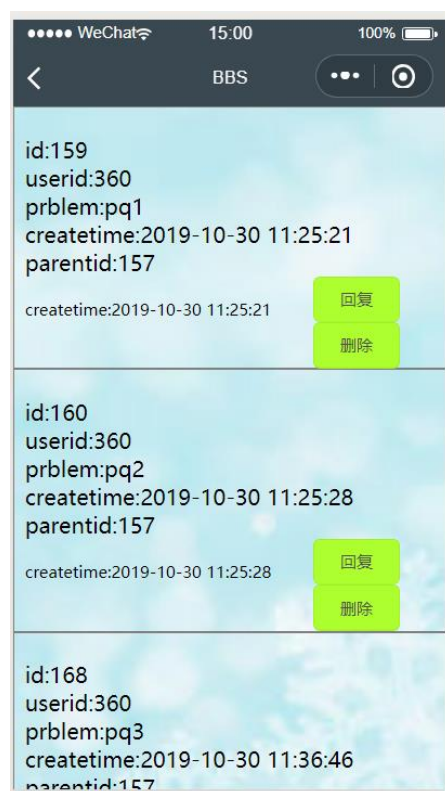 WeChat 15:00 100%
BBS
id:159
userid:360
prblem:pq1
createtime:2019-10-30 11:25:21
parentid:157
createtime:2019-10-30 11:25:21
回复
删除
id:160
userid:360
prblem:pq2
createtime:2019-10-30 11:25:28
parentid:157
createtime:2019-10-30 11:25:28
回复
删除
id:168
userid:360
prblem:pq3
createtime:2019-10-30 11:36:46
parentid:157